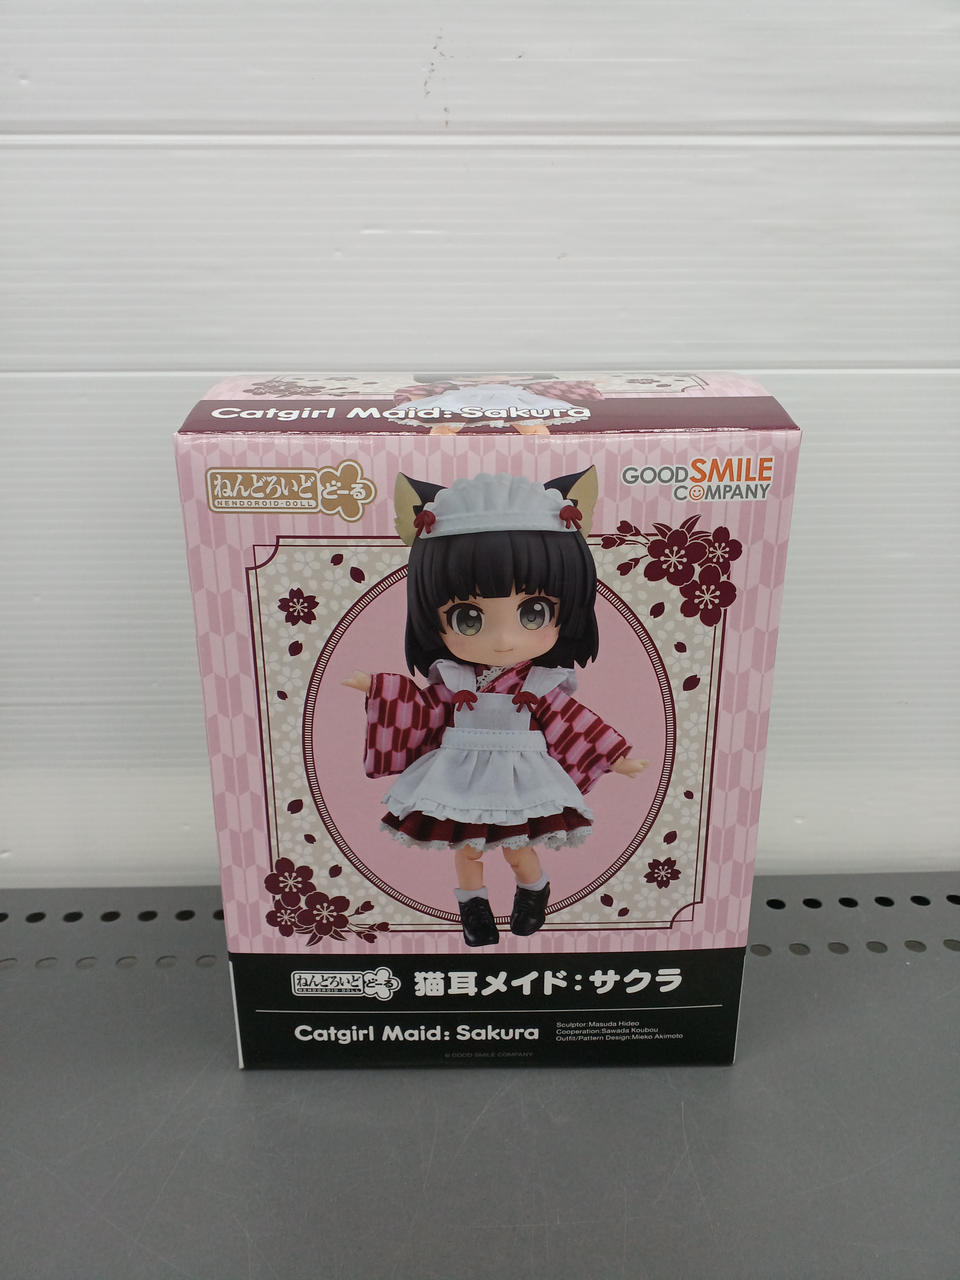 Catgirl Maid: Sakura
ねんどろいど どーる
NENDOROID-DOLL
GOOD SMILE
COMPANY
ねんどろいど どーる
NENDOROID-DOLL
猫耳メイド:サクラ
Catgirl Maid: Sakura
Sculptor:Masuda Hideo
Cooperation:Sawada Koubou
Outfit/Pattern Design:Mieko Akimoto
© GOOD SMILE COMPANY